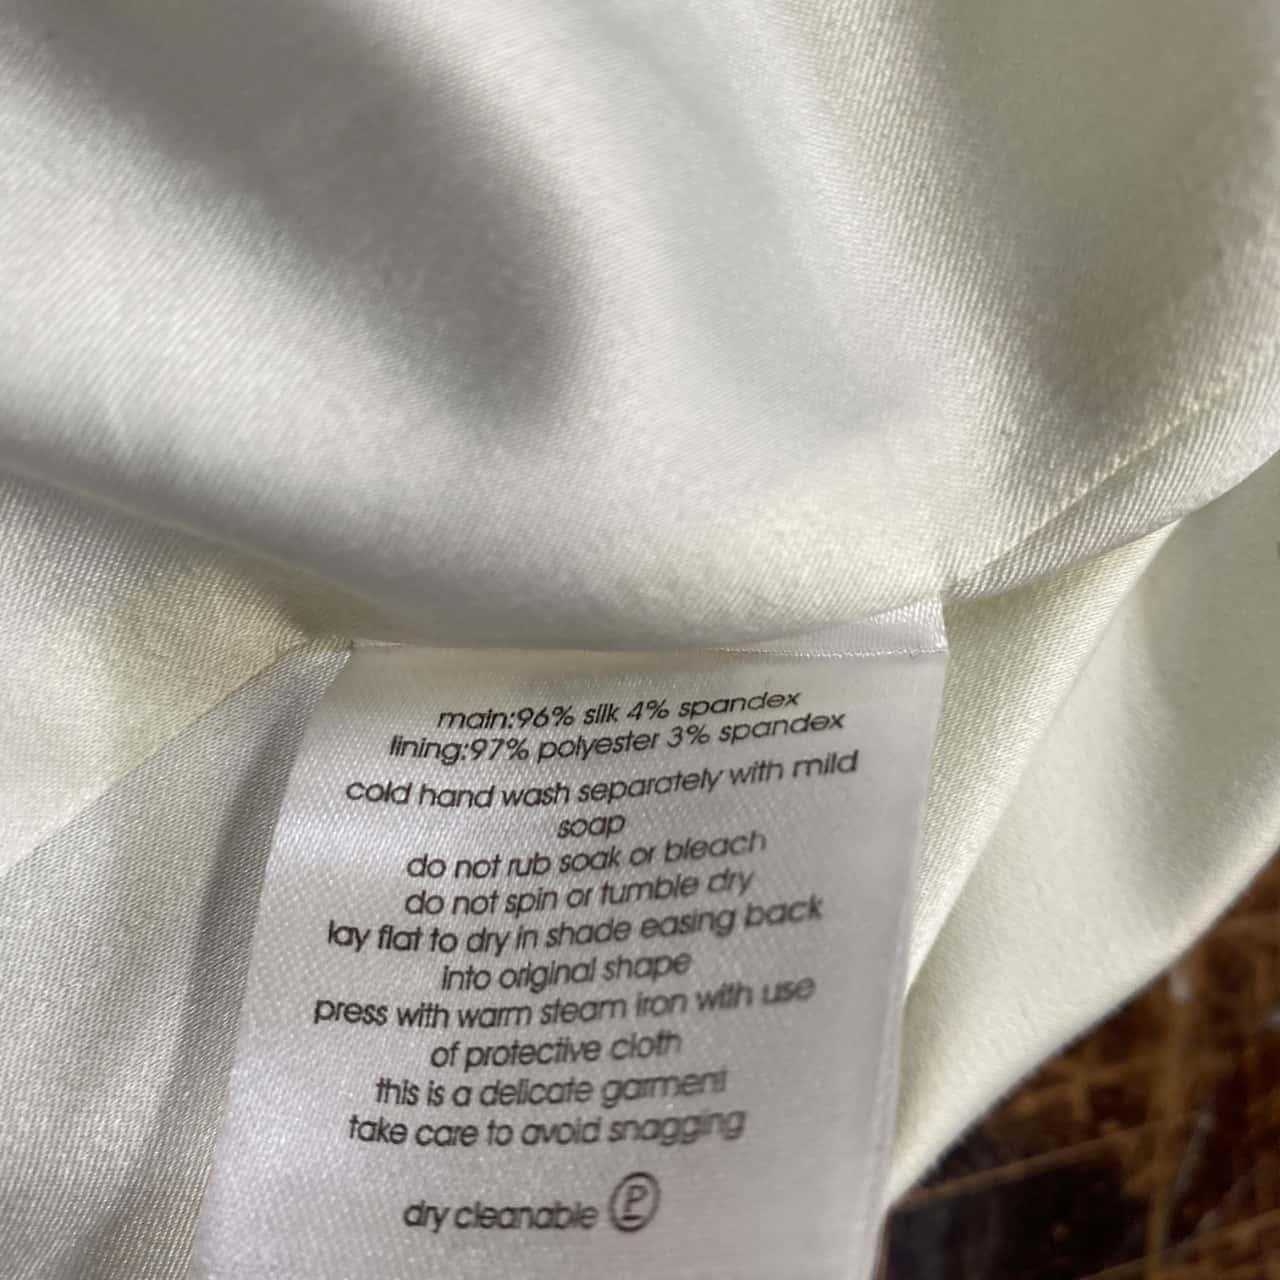 main:96% silk 4% spandex
lining:97% polyester 3% spandex
cold hand wash separately with mild
soap
do not rub soak or bleach
do not spin or tumble dry
lay flat to dry in shade easing back
into original shape
press with warm steam iron with use
of protective cloth
this is a delicate garment
take care to avoid snagging
dry cleanable P